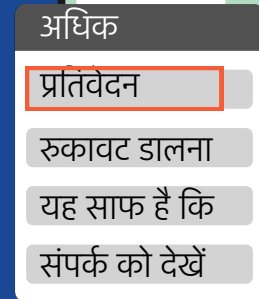 अधिक
प्रतिवेदन
रुकावट डालना
यह साफ है कि
संपर्क को देखें